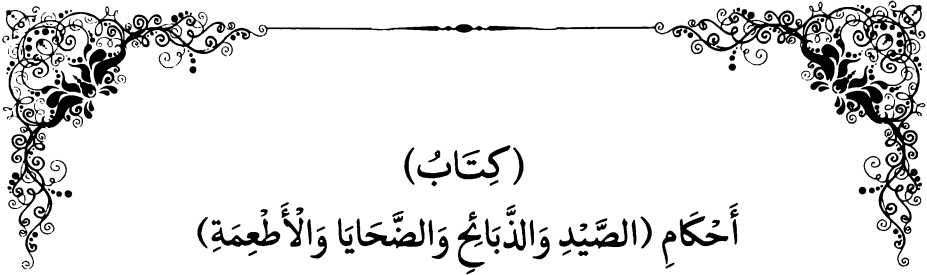 (كِتَابُ)
أَحْكَامِ (الصَّيْدِ وَالذَّبَائِحِ وَالضَّحَايَا وَالْأَطْعِمَةِ)